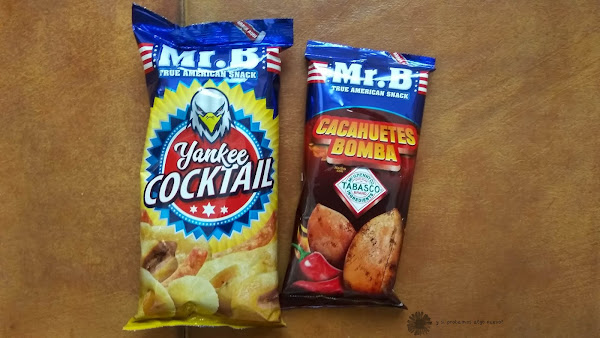 Mr.B
TRUE AMERICAN SNACK
Yankee
COCKTAIL
Mr.B
TRUE AMERICAN SNACK
CACAHUETES
BOMBA
TABASCO